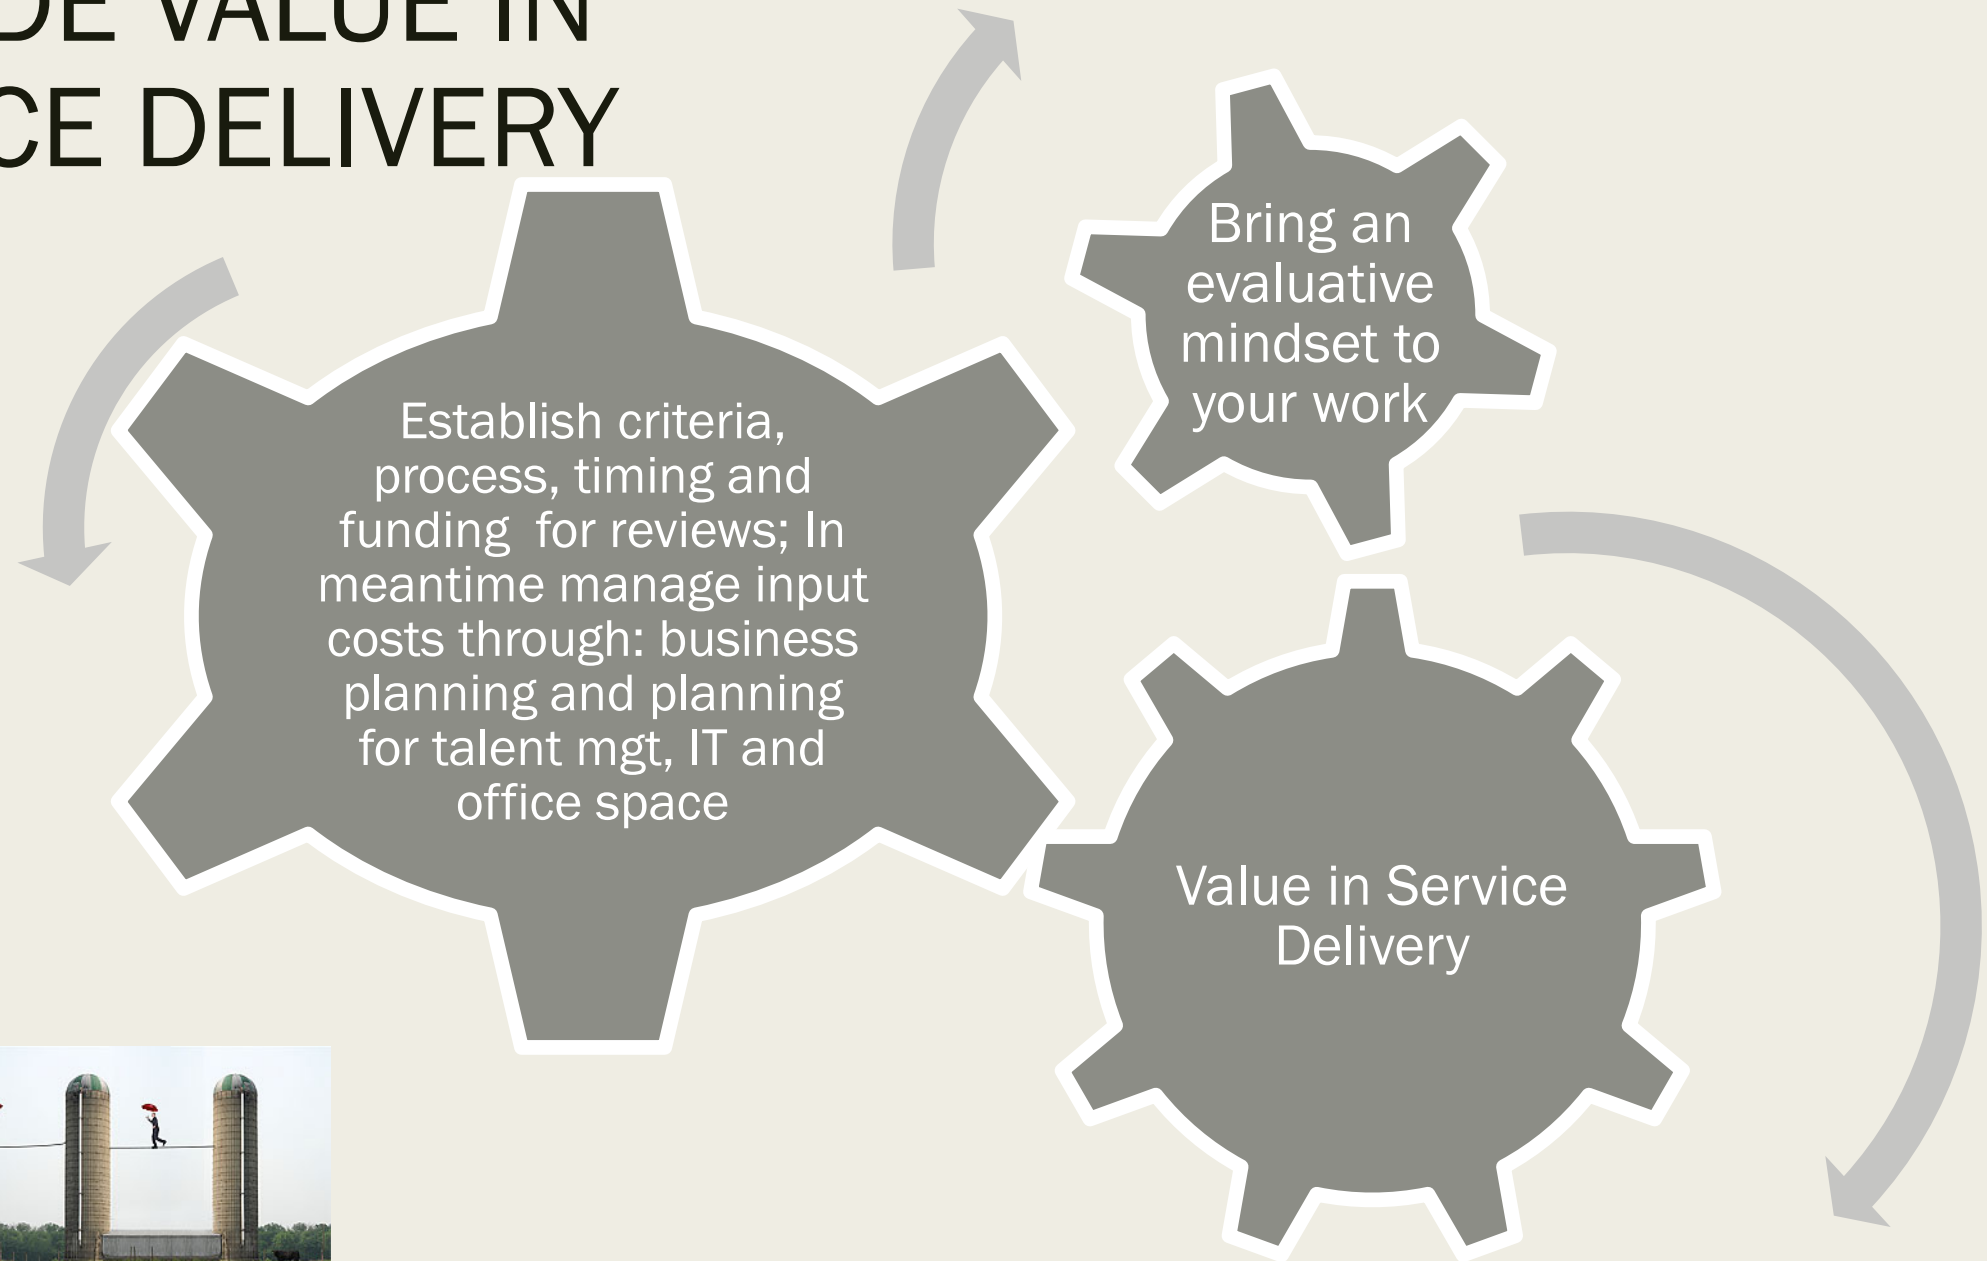 DE VALUE IN
CE DELIVERY
Bring an
evaluative
mindset to
your work
Establish criteria,
process, timing and
funding  for reviews; In
meantime manage input
costs through: business
planning and planning
for talent mgt, IT and
office space
Value in Service
Delivery